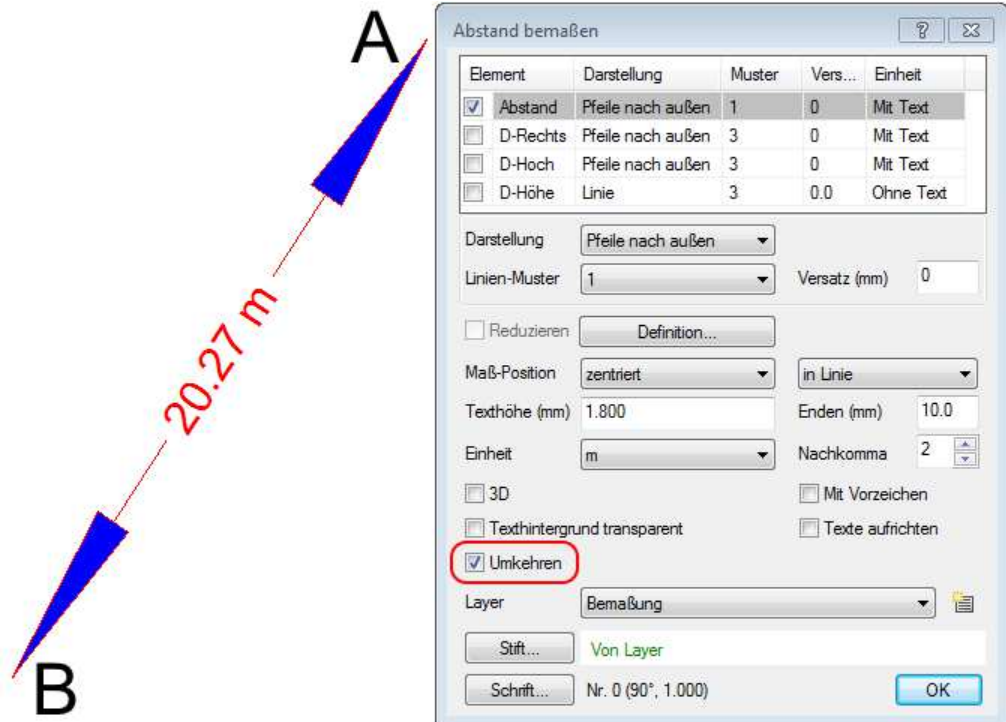 A
20.27 m
B
Abstand bemaßen
Element Darstellung Muster Vers... Einheit
Abstand Pfeile nach außen 1 0 Mit Text
D-Rechts Pfeile nach außen 3 0 Mit Text
D-Hoch Pfeile nach außen 3 0 Mit Text
D-Höhe Linie 3 0.0 Ohne Text
Darstellung Pfeile nach außen
Linien-Muster 1 Versatz (mm) 0
Reduzieren Definition...
Maß-Position zentriert in Linie
Texthöhe (mm) 1.800 Enden (mm) 10.0
Einheit m Nachkomma 2
3D Mit Vorzeichen
Texthintergrund transparent Texte aufrichten
Umkehren
Layer Bemaßung
Stift... Von Layer
Schrift... Nr. 0 (90°, 1.000) OK